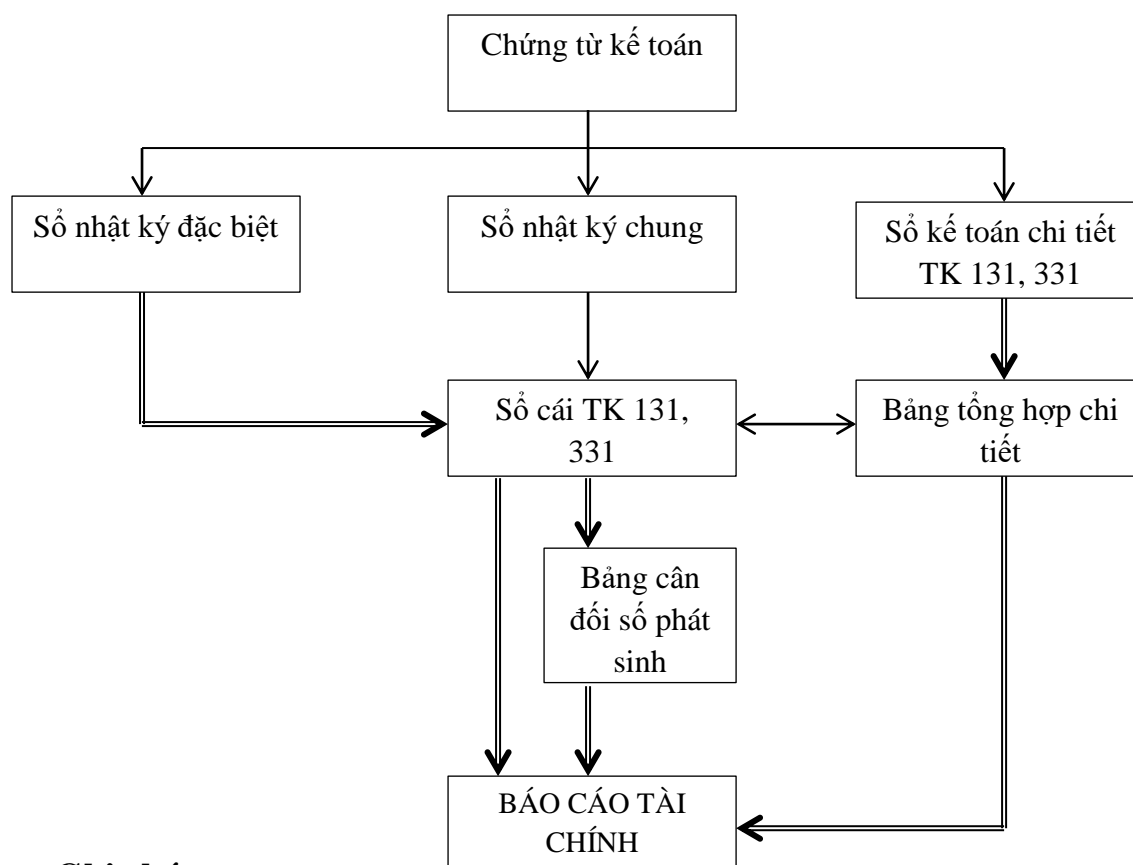 Chứng từ kế toán
Sổ nhật ký đặc biệt
Sổ nhật ký chung
Sổ kế toán chi tiết
TK 131, 331
Sổ cái TK 131,
331
Bảng tổng hợp chi
tiết
Bảng cân
đối số phát
sinh
BÁO CÁO TÀI
CHÍNH